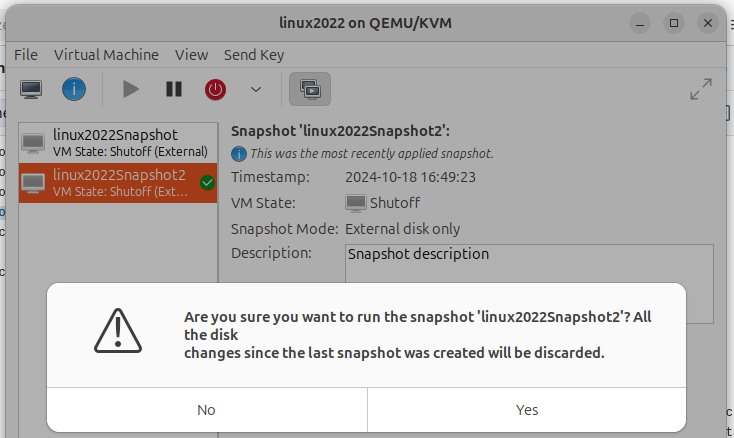 linux2022 on QEMU/KVM
File Virtual Machine View Send Key
linux2022Snapshot
VM State: Shutoff (External)
linux2022Snapshot2
VM State: Shutoff (Ext...
Snapshot 'linux2022Snapshot2':
This was the most recently applied snapshot.
Timestamp: 2024-10-18 16:49:23
VM State: Shutoff
Snapshot Mode: External disk only
Description: Snapshot description
Are you sure you want to run the snapshot 'linux2022Snapshot2'? All
the disk
changes since the last snapshot was created will be discarded.
No Yes